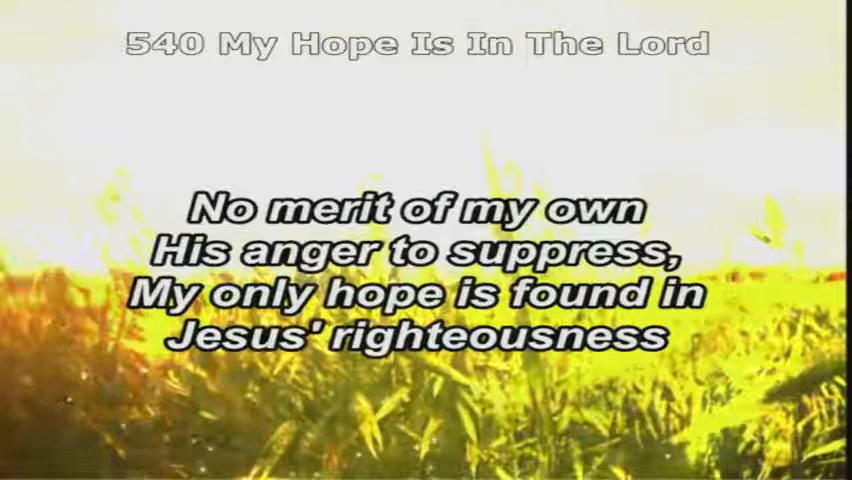 540 My Hope Is In The Lord
No merit of my own
His anger to suppress,
My only hope is found in
Jesus' righteousness